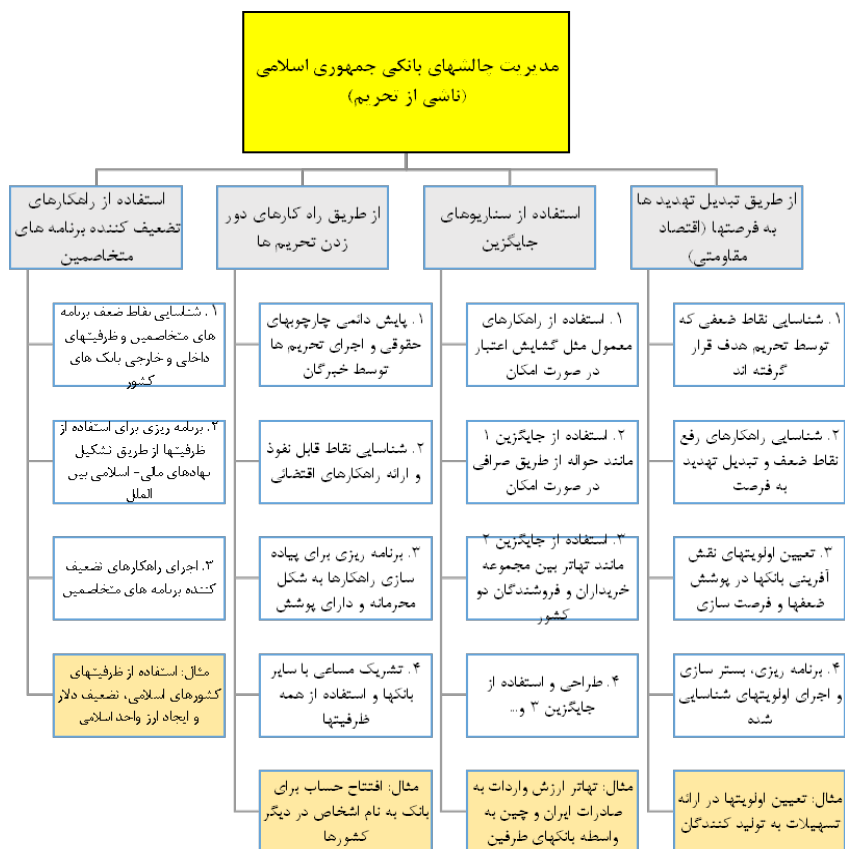 مدیریت چالشهای بانکی جمهوری اسلامی
(ناشی از تحریم)
از طریق تبدیل تهدید ها
به فرصتها (اقتصاد
مقاومتی)
۱. شناسایی نقاط ضعفی که
توسط تحریم هدف قرار
گرفته اند
۲. شناسایی راهکارهای رفع
نقاط ضعف و تبدیل تهدید
به فرصت
۳. تعیین اولویتهای نقش
آفرینی بانکها در پوشش
ضعفها و فرصت سازی
۴. برنامه ریزی، بستر سازی
و اجرای اولویتهای شناسایی
شده
مثال: تعیین اولویتها در ارائه
تسهیلات به تولید کنندگان
استفاده از سناریوهای
جایگزین
۱. استفاده از راهکارهای
معمول مثل گشایش اعتبار
در صورت امکان
۲. استفاده از جایگزین ۱
مانند حواله از طریق صرافی
در صورت امکان
۳. استفاده از جایگزین ۲
مانند تهاتر بین مجموعه
خریداران و فروشندگان دو
کشور
۴. طراحی و استفاده از
جایگزین ۳ و...
مثال: تهاتر ارزش واردات به
صادرات ایران و چین به
واسطه بانکهای طرفین
از طریق راه کارهای دور
زدن تحریم ها
۱. پایش دائمی چارچوبهای
حقوقی و اجرای تحریم ها
توسط خبرگان
۲. شناسایی نقاط قابل نفوذ
و ارائه راهکارهای اقتضائی
۳. برنامه ریزی برای پیاده
سازی راهکارها به شکل
محرمانه و دارای پوشش
۴. تشریک مساعی با سایر
بانکها و استفاده از همه
ظرفیتها
مثال: افتتاح حساب برای
بانک به نام اشخاص در دیگر
کشورها
استفاده از راهکارهای
تضعیف کننده برنامه های
متخاصمین
۱. شناسایی نقاط ضعف برنامه
های متخاصمین و ظرفیتهای
داخلی و خارجی بانک های
کشور
۲. برنامه ریزی برای استفاده از
ظرفیتها از طریق تشکیل
نهادهای مالی- اسلامی بین
الملل
۳. اجرای راهکارهای تضعیف
کننده برنامه های متخاصمین
مثال: استفاده از ظرفیتهای
کشورهای اسلامی، تضعیف دلار
و ایجاد ارز واحد اسلامی